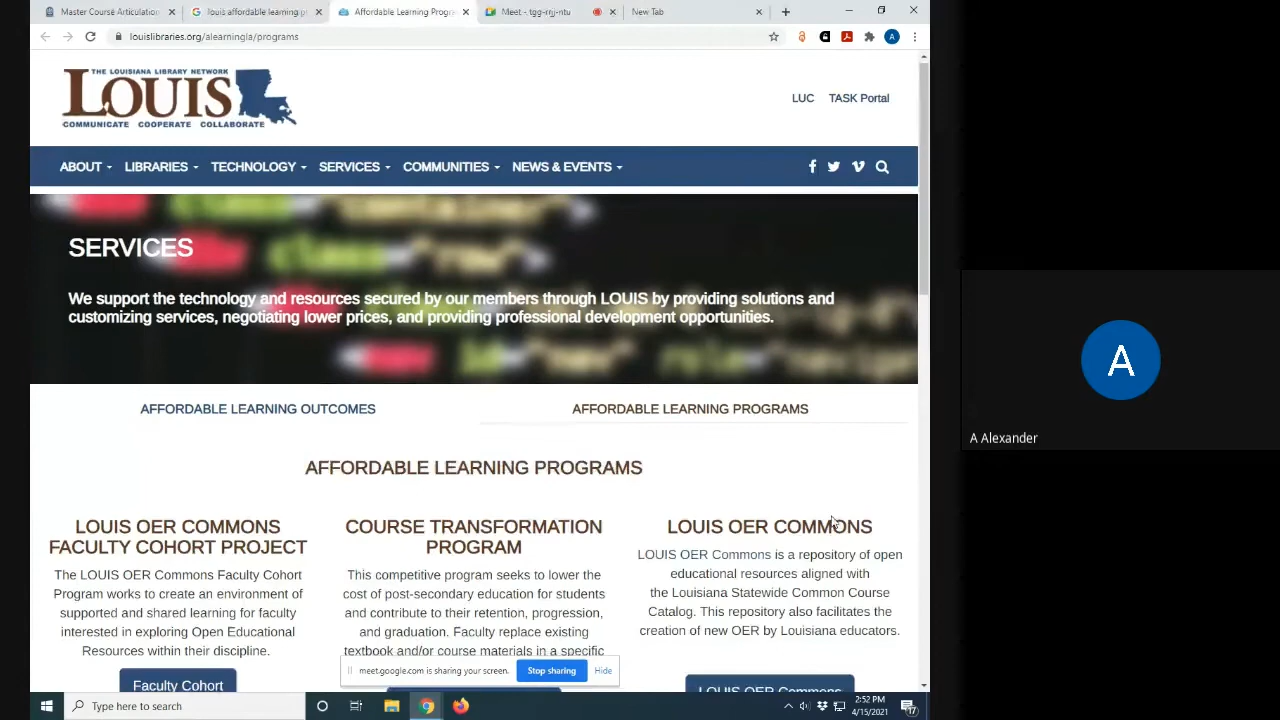 Master Course Articulation
louis affordable learning pr
Affordable Learning Progra
Meet -
New Tab
louislibraries.org/alearningla/programs
A
THE LOUISIANA LIBRARY NETWORK
LOUIS
COMMUNICATE COOPERATE COLLABORATE
LUC TASK Portal
ABOUT LIBRARIES TECHNOLOGY SERVICES COMMUNITIES NEWS & EVENTS
SERVICES
We support the technology and resources secured by our members through LOUIS by providing solutions and
customizing services, negotiating lower prices, and providing professional development opportunities.
AFFORDABLE LEARNING OUTCOMES
AFFORDABLE LEARNING PROGRAMS
AFFORDABLE LEARNING PROGRAMS
LOUIS OER COMMONS
FACULTY COHORT PROJECT
The LOUIS OER Commons Faculty Cohort
Program works to create an environment of
supported and shared learning for faculty
interested in exploring Open Educational
Resources within their discipline.
Faculty Cohort
COURSE TRANSFORMATION
PROGRAM
This competitive program seeks to lower the
cost of post-secondary education for students
and contribute to their retention, progression,
and graduation. Faculty replace existing
textbook and/or course materials in a specific
LOUIS OER COMMONS
LOUIS OER Commons is a repository of open
educational resources aligned with
the Louisiana Statewide Common Course
Catalog. This repository also facilitates the
creation of new OER by Louisiana educators.
LOUIS OER Commons
meet.google.com is sharing your screen.
Stop sharing
Hide
Type here to search
2:52 PM
4/15/2021
17
A
A Alexander